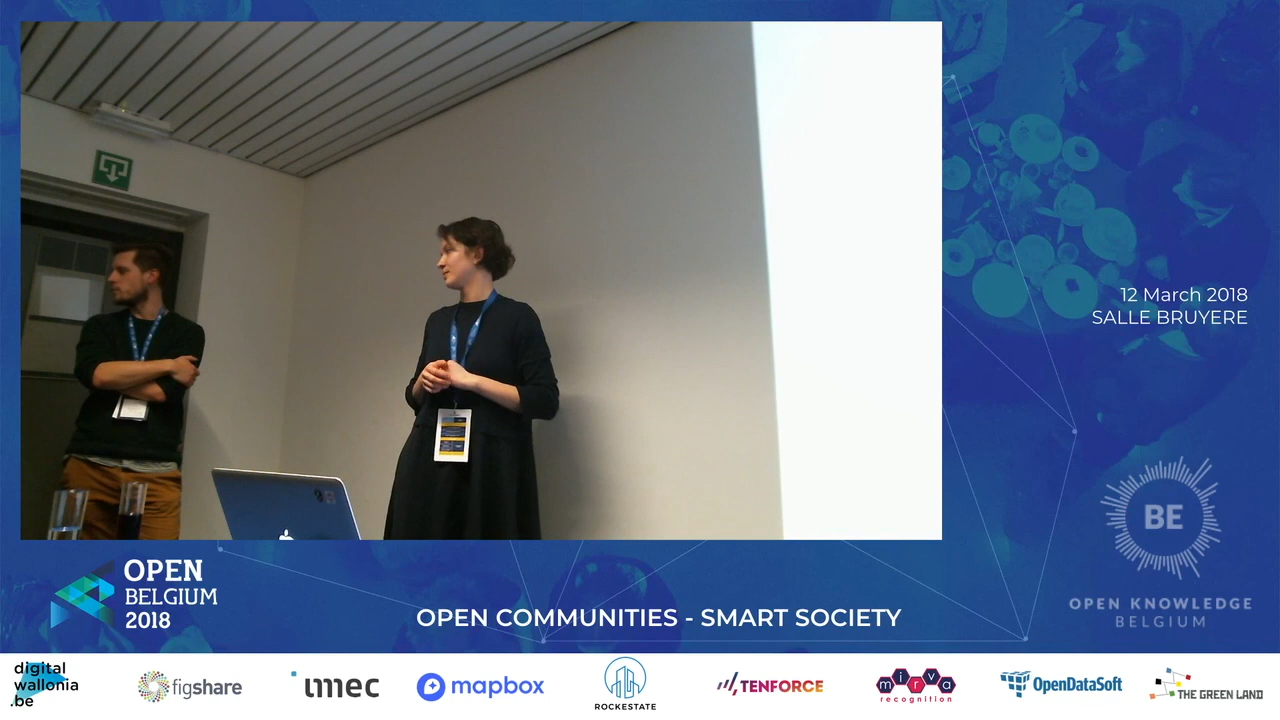 12 March 2018
SALLE BRUYERE
BE
OPEN KNOWLEDGE
BELGIUM
OPEN
BELGIUM
2018
OPEN COMMUNITIES - SMART SOCIETY
digital
wallonia
.be
figshare
imec
mapbox
ROCKESTATE
TENFORCE
mirva
recognition
OpenDataSoft
THE GREEN LAND